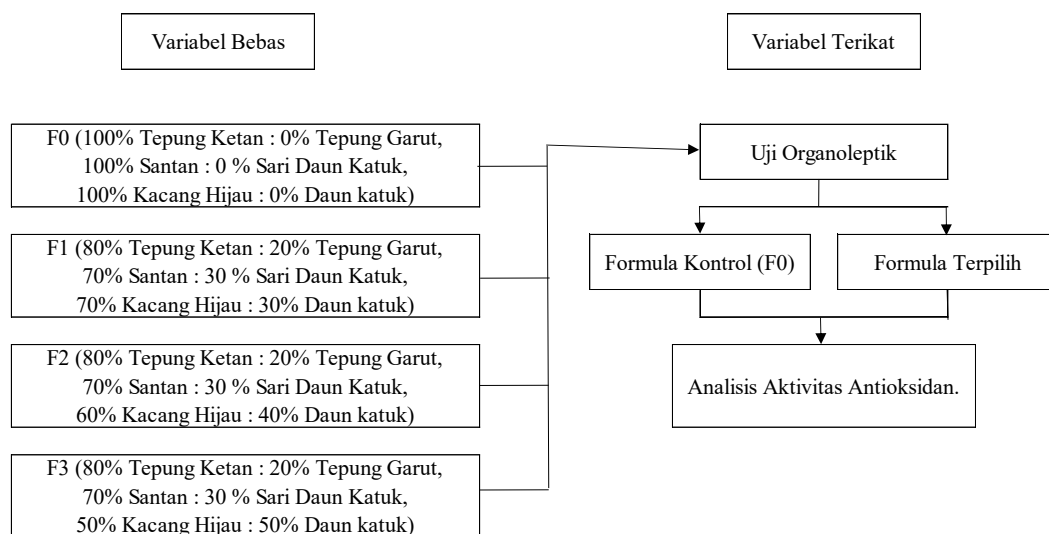 Variabel Bebas
Variabel Terikat
F0 (100% Tepung Ketan : 0% Tepung Garut,
100% Santan : 0 % Sari Daun Katuk,
100% Kacang Hijau : 0% Daun katuk)
F1 (80% Tepung Ketan : 20% Tepung Garut,
70% Santan : 30 % Sari Daun Katuk,
70% Kacang Hijau : 30% Daun katuk)
F2 (80% Tepung Ketan : 20% Tepung Garut,
70% Santan : 30 % Sari Daun Katuk,
60% Kacang Hijau : 40% Daun katuk)
F3 (80% Tepung Ketan : 20% Tepung Garut,
70% Santan : 30 % Sari Daun Katuk,
50% Kacang Hijau : 50% Daun katuk)
Uji Organoleptik
Formula Kontrol (F0)
Formula Terpilih
Analisis Aktivitas Antioksidan.